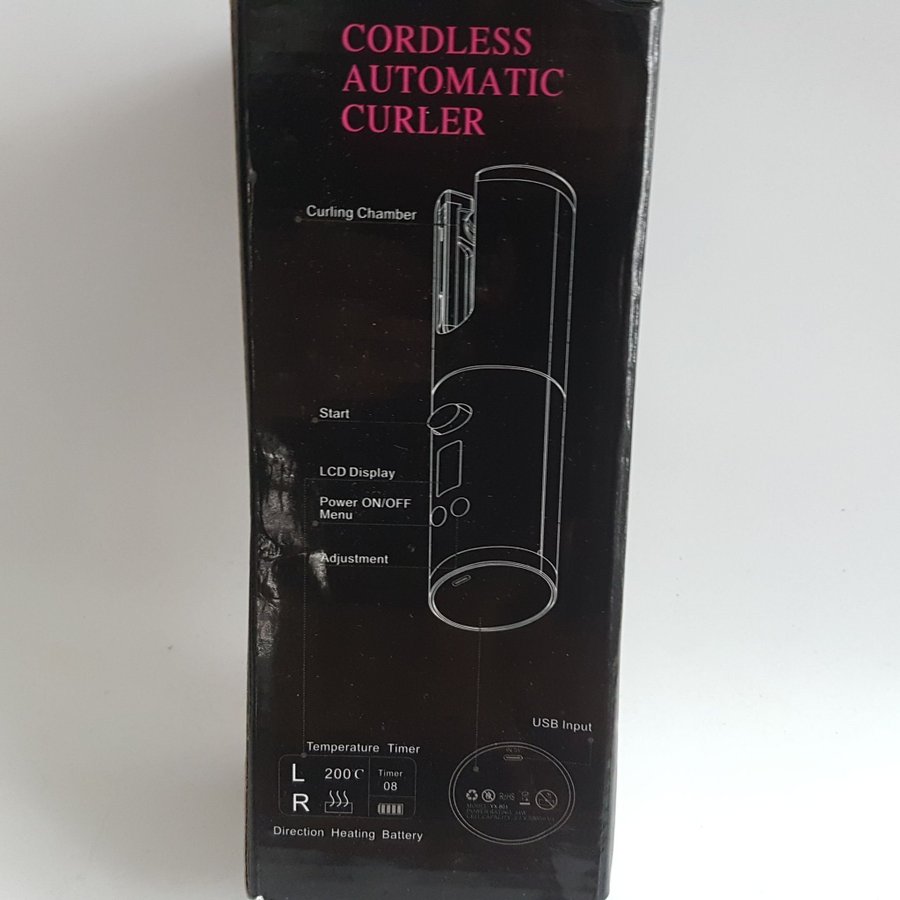 CORDLESS
AUTOMATIC
CURLER
Curling Chamber
Start
LCD Display
Power ON/OFF
Menu
Adjustment
USB Input
Temperature Timer
L 200C Timer
08
R
Direction Heating Battery